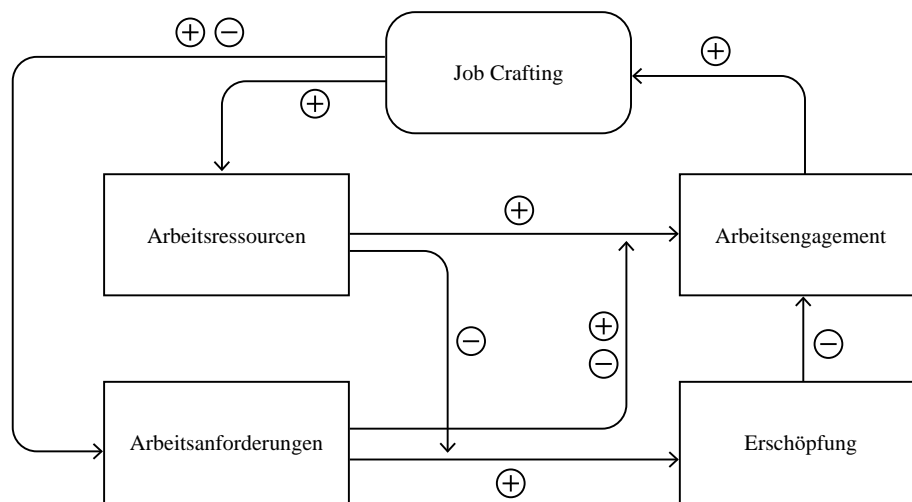 Job Crafting
Arbeitsressourcen
Arbeitsengagement
Arbeitsanforderungen
Erschöpfung